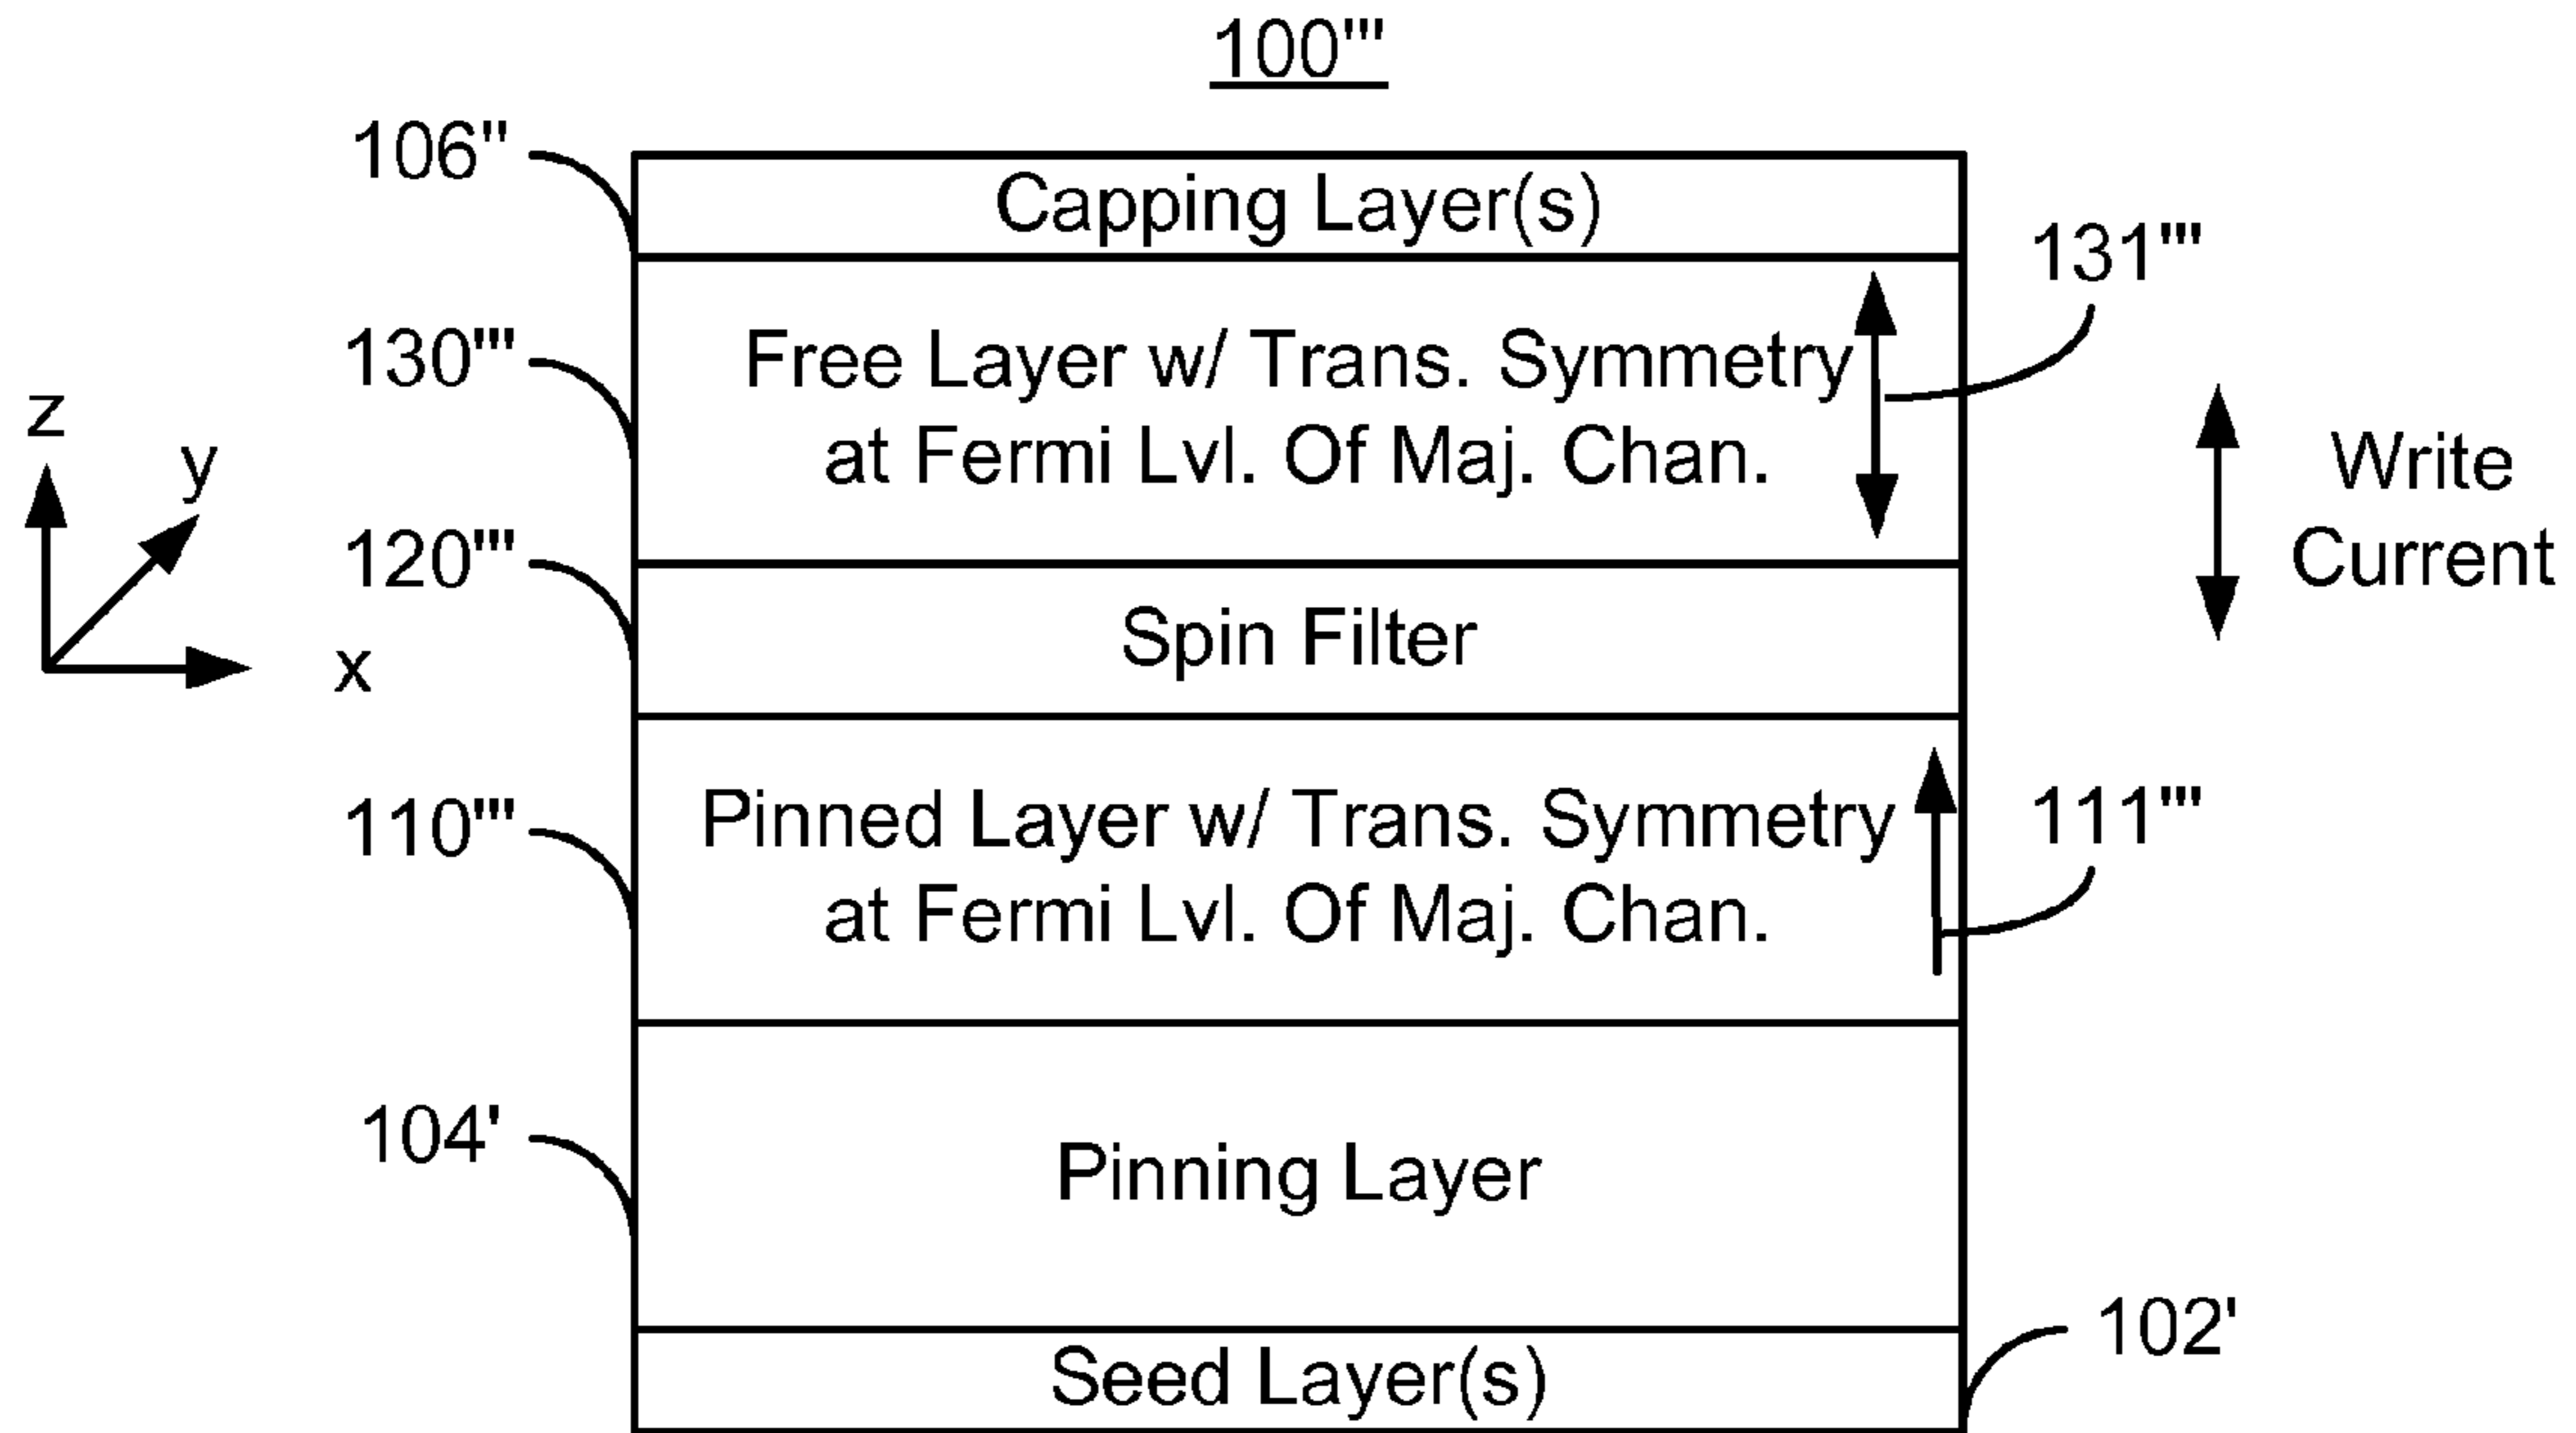 100'''
106''
Capping Layer(s)
131'''
130'''
Free Layer w/ Trans. Symmetry
at Fermi Lvl. Of Maj. Chan.
z
y
x
Write
Current
120'''
Spin Filter
110'''
Pinned Layer w/ Trans. Symmetry
at Fermi Lvl. Of Maj. Chan.
111'''
104'
Pinning Layer
102'
Seed Layer(s)